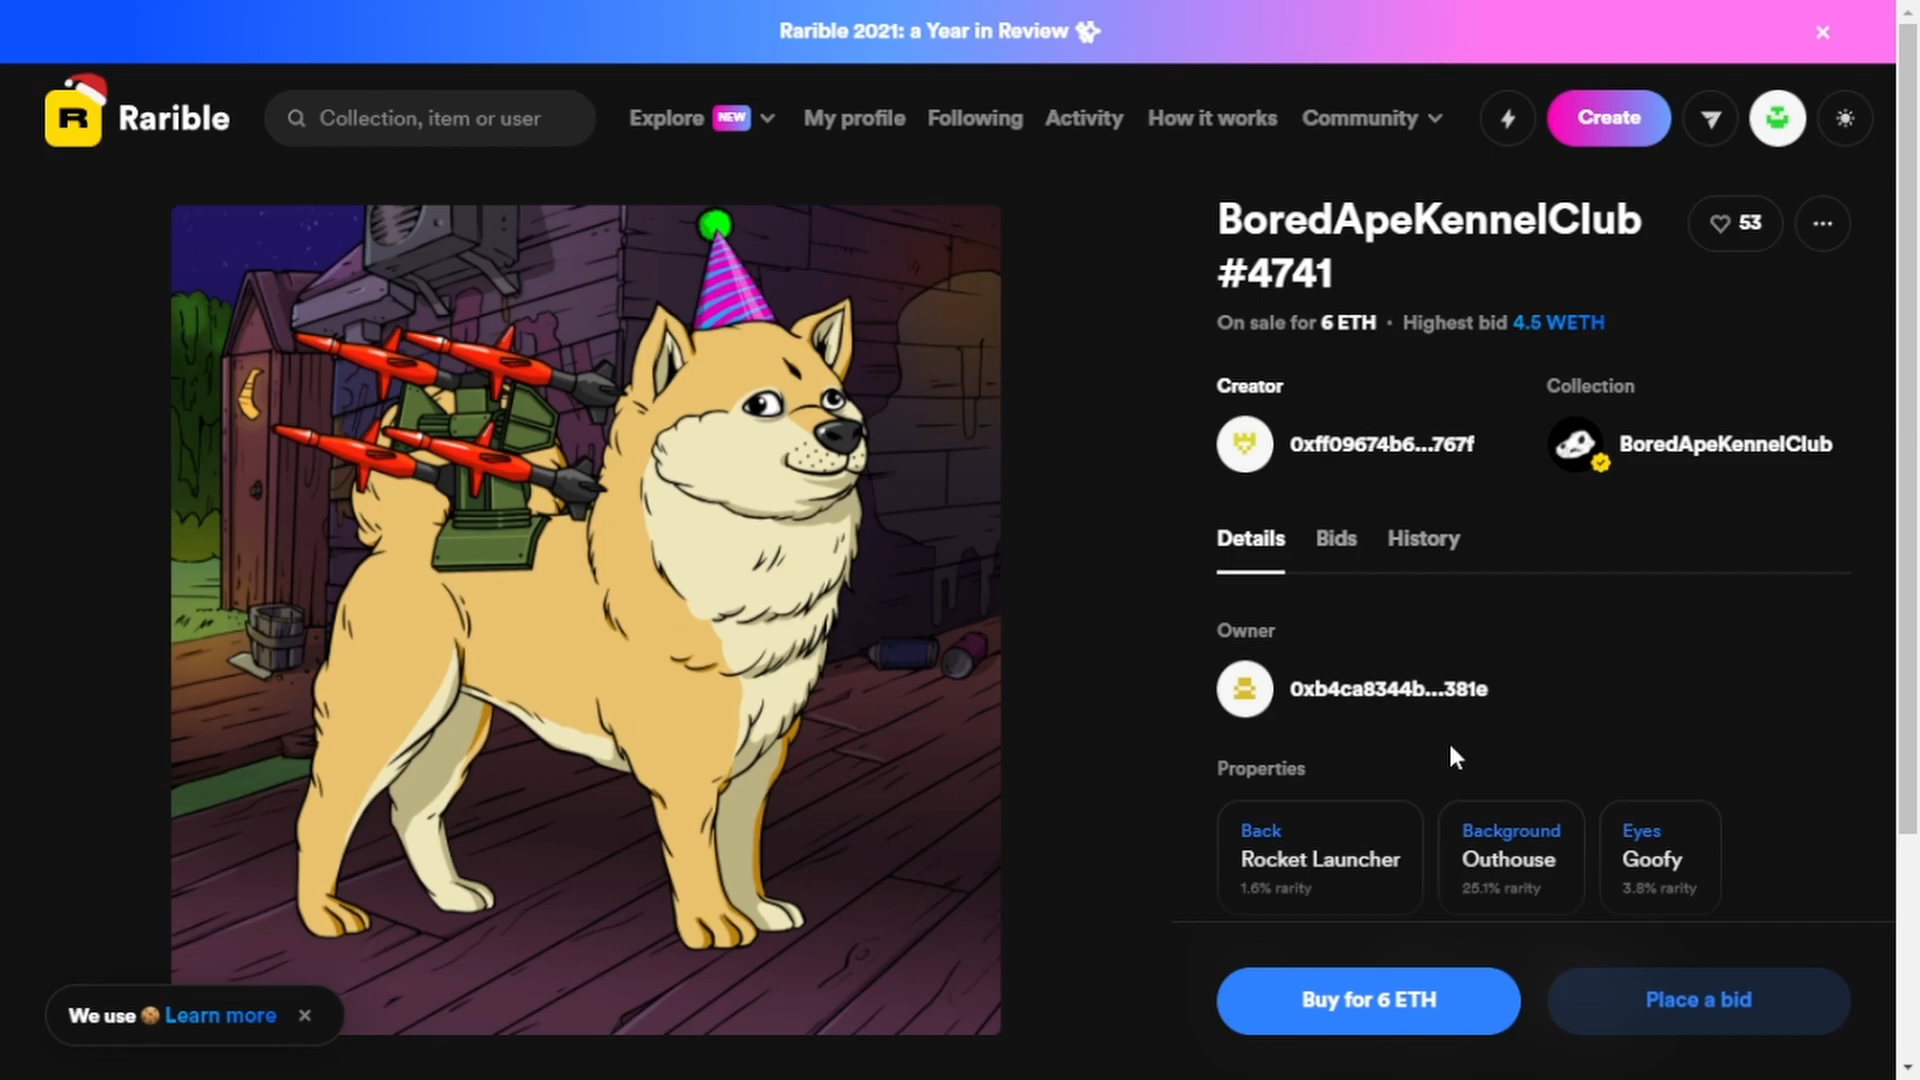 Rarible 2021: a Year in Review
R
Rarible
Collection, item or user
Explore NEW
My profile
Following
Activity
How it works
Community
Create
BoredApeKennelClub
#4741
53
On sale for 6 ETH • Highest bid 4.5 WETH
Creator
0xff09674b6...767f
Collection
BoredApeKennelClub
Details
Bids
History
Owner
0xb4ca8344b...381e
Properties
Back
Rocket Launcher
1.6% rarity
Background
Outhouse
25.1% rarity
Eyes
Goofy
3.8% rarity
Buy for 6 ETH
Place a bid
We use 🍪 Learn more